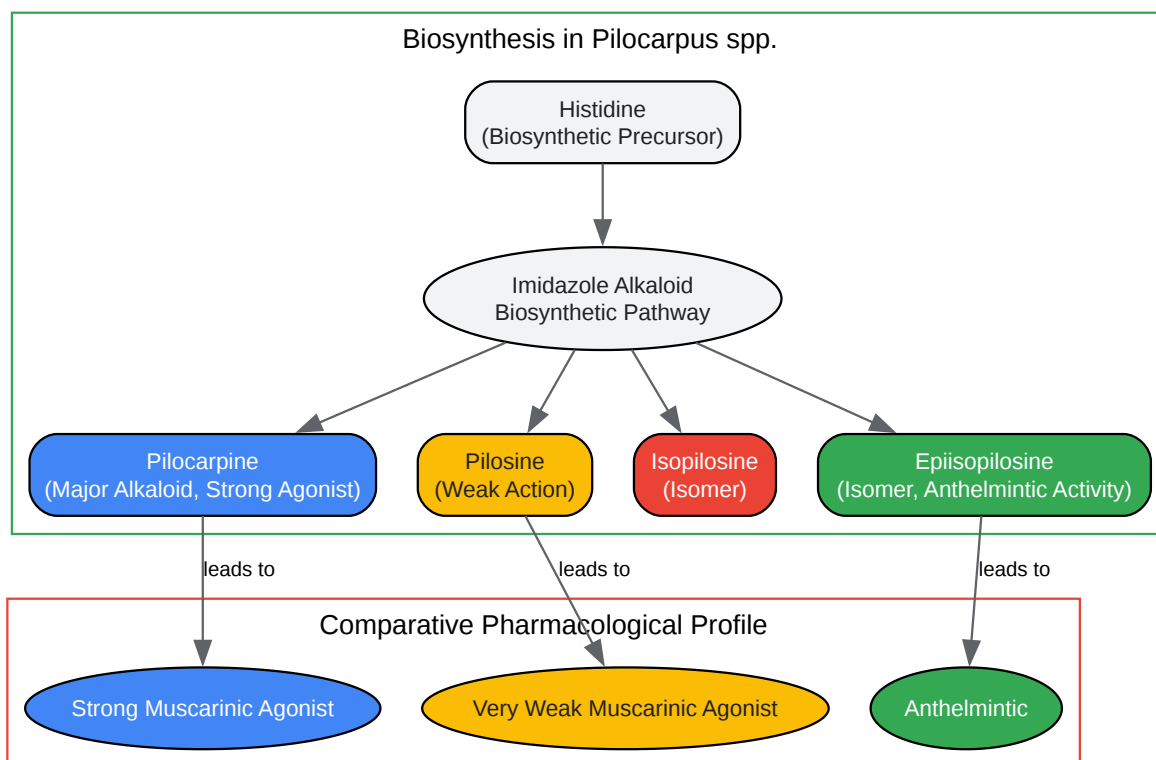 Biosynthesis in Pilocarpus spp.
Histidine
(Biosynthetic Precursor)
Imidazole Alkaloid
Biosynthetic Pathway
Pilocarpine
(Major Alkaloid, Strong Agonist)
Pilosine
(Weak Action)
Isopilosine
(Isomer)
Epiisopilosine
(Isomer, Anthelmintic Activity)
leads to
leads to
leads to
Comparative Pharmacological Profile
Strong Muscarinic Agonist
Very Weak Muscarinic Agonist
Anthelmintic